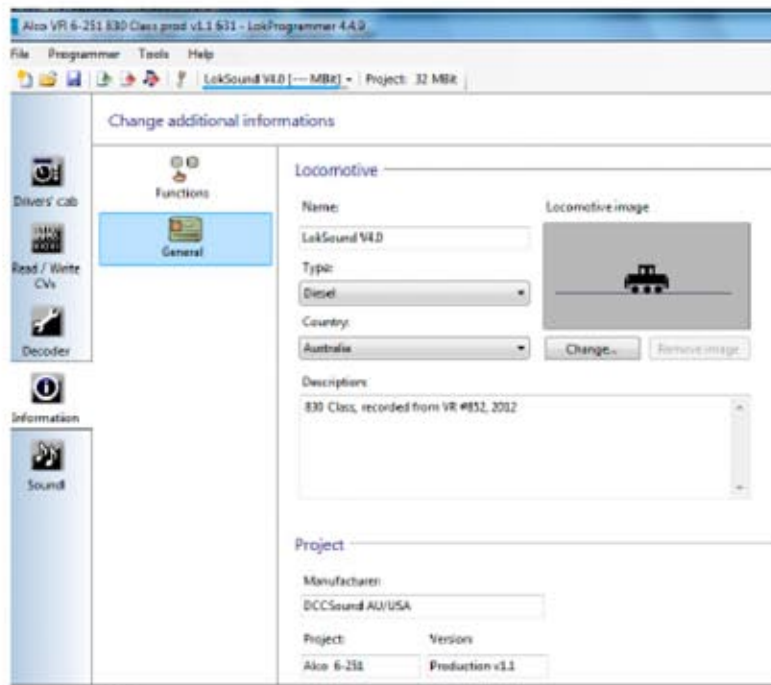 Alco VR 6-251 830 Class prod v1.1 631 - LokProgrammer 4.4.9
File Programmer Tools Help
LokSound V4.0 [--- MBit] Project: 32 MBit
Change additional informations
Drivers' cab
Read / Write CVs
Decoder
Information
Sound
Functions
General
Locomotive
Name:
LokSound V4.0
Type:
Diesel
Country:
Australia
Locomotive image
Change... Remove image
Description:
830 Class, recorded from VR #852, 2012
Project
Manufacturer:
DCCSound AU/USA
Project: Version:
Alco 6-251 Production v1.1